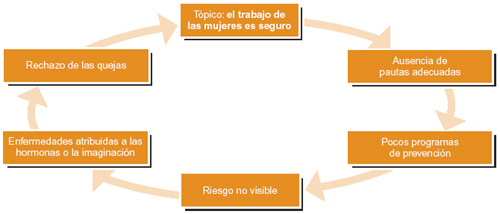 Tópico: el trabajo de
las mujeres es seguro
Ausencia de
pautas adecuadas
Pocos programas
de prevención
Riesgo no visible
Enfermedades atribuidas a las
hormonas o la imaginación
Rechazo de las quejas